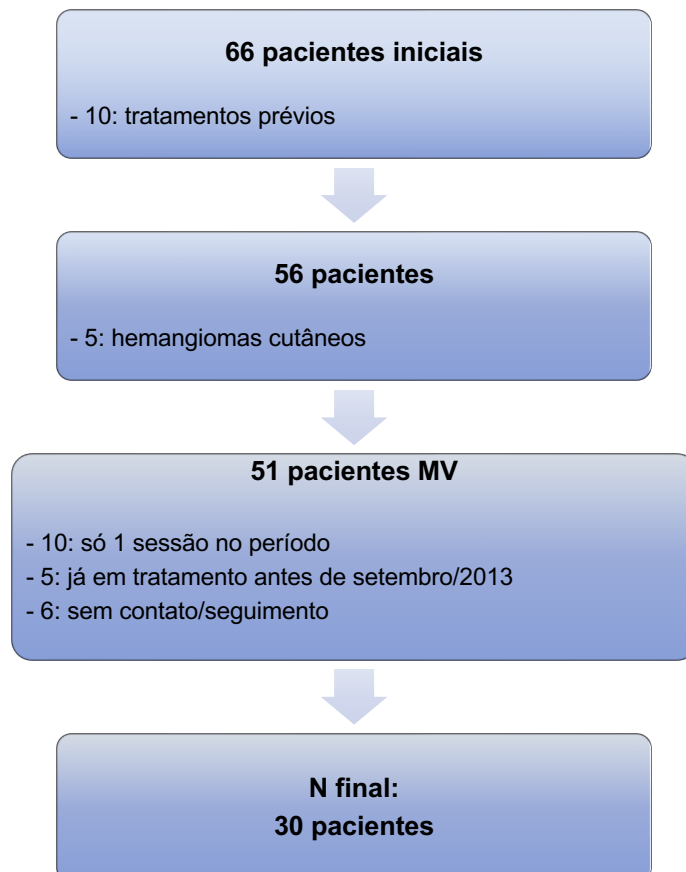 66 pacientes iniciais
- 10: tratamentos prévios
56 pacientes
- 5: hemangiomas cutâneos
51 pacientes MV
- 10: só 1 sessão no período
- 5: já em tratamento antes de setembro/2013
- 6: sem contato/seguimento
N final:
30 pacientes